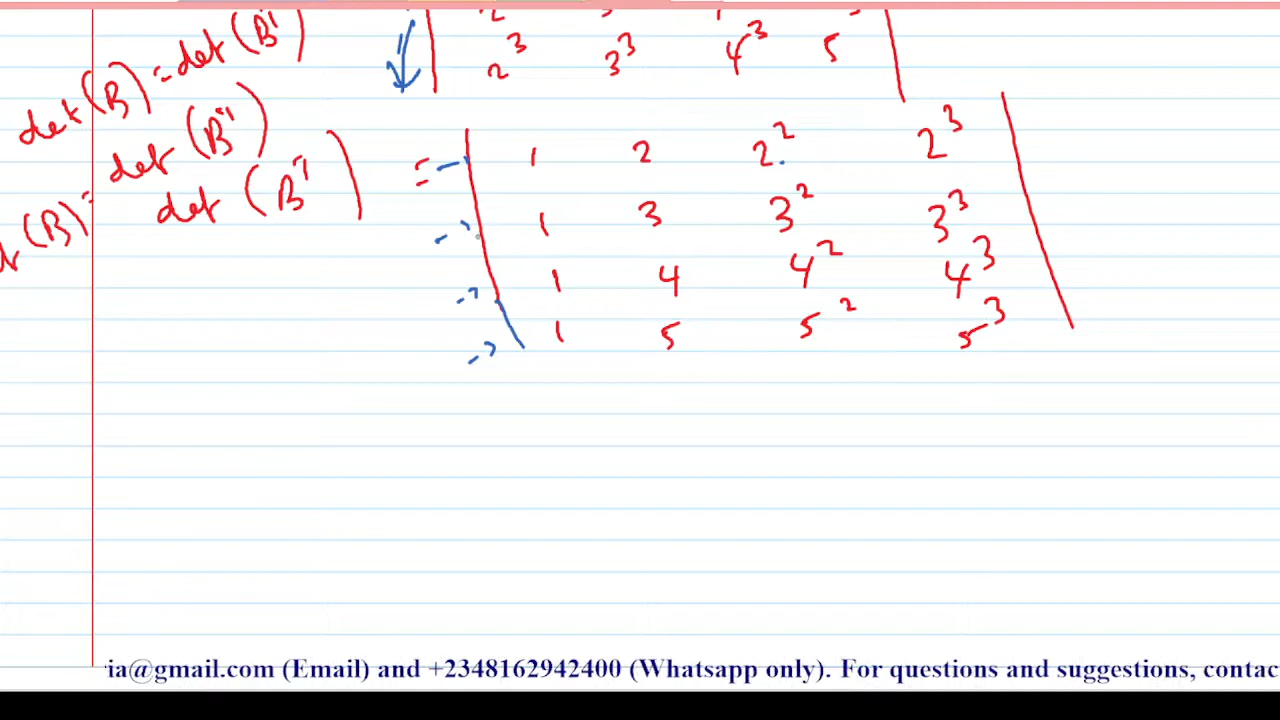 2³ 3³ 4³ 5
det(B) = det(B")
det(B"')
det(B"')
= 1 2 2² 2³
1 3 3² 3³
1 4 4² 4³
1 5 5² 5³
ia@gmail.com (Email) and +2348162942400 (Whatsapp only). For questions and suggestions, contac